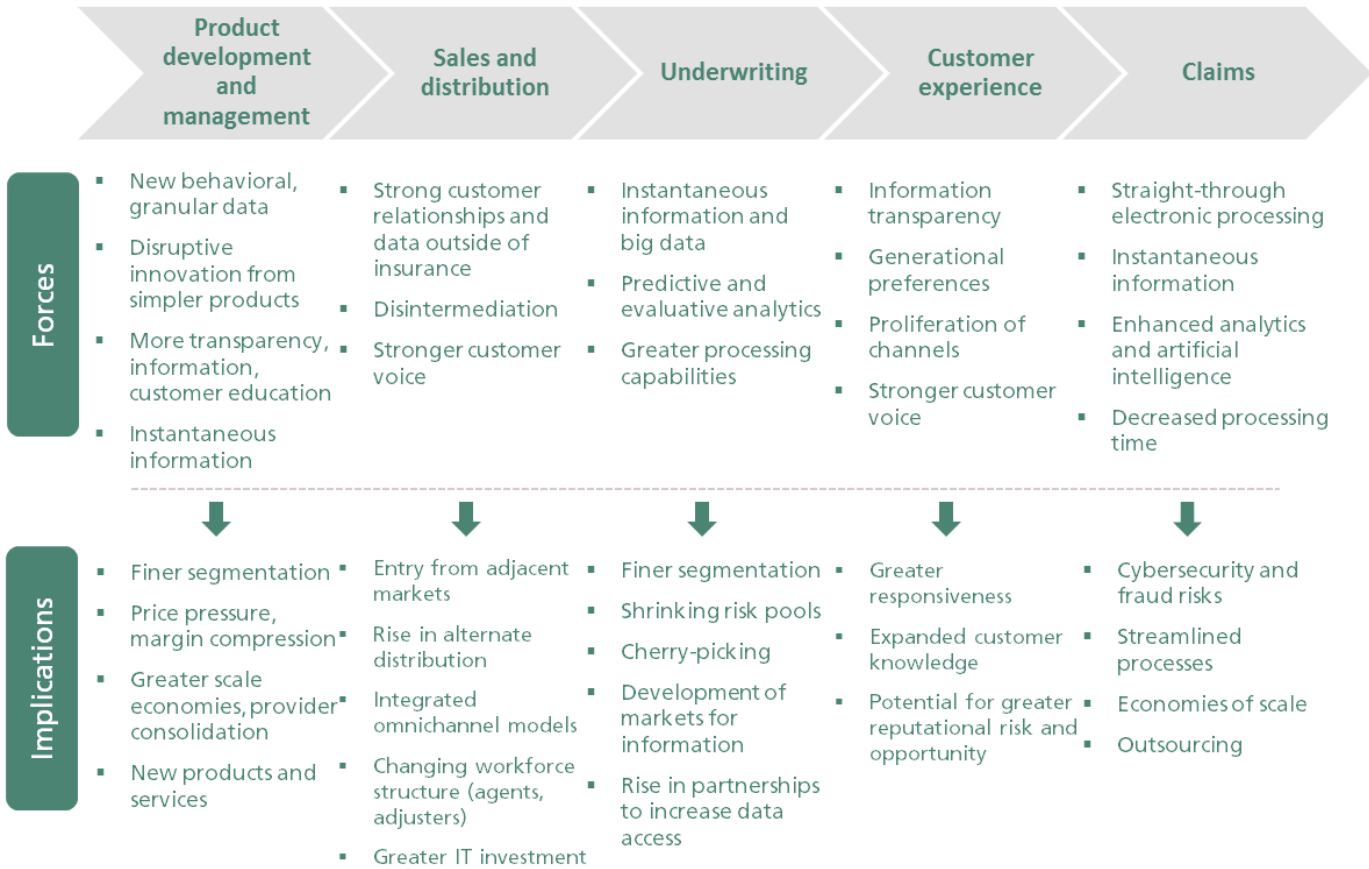 Product
development
and
management
Sales and
distribution
Underwriting
Customer
experience
Claims
Forces
▪ New behavioral,
granular data
▪ Disruptive
innovation from
simpler products
▪ More transparency,
information,
customer education
▪ Instantaneous
information
▪ Strong customer
relationships and
data outside of
insurance
▪ Disintermediation
▪ Stronger customer
voice
▪ Instantaneous
information and
big data
▪ Predictive and
evaluative analytics
▪ Greater processing
capabilities
▪ Information
transparency
▪ Generational
preferences
▪ Proliferation of
channels
▪ Stronger customer
voice
▪ Straight-through
electronic processing
▪ Instantaneous
information
▪ Enhanced analytics
and artificial
intelligence
▪ Decreased processing
time
Implications
▪ Finer segmentation
▪ Price pressure,
margin compression
▪ Greater scale
economies, provider
consolidation
▪ New products and
services
▪ Entry from adjacent
markets
▪ Rise in alternate
distribution
▪ Integrated
omnichannel models
▪ Changing workforce
structure (agents,
adjusters)
▪ Greater IT investment
▪ Finer segmentation
▪ Shrinking risk pools
▪ Cherry-picking
▪ Development of
markets for
information
▪ Rise in partnerships
to increase data
access
▪ Greater
responsiveness
▪ Expanded customer
knowledge
▪ Potential for greater
reputational risk and
opportunity
▪ Cybersecurity and
fraud risks
▪ Streamlined
processes
▪ Economies of scale
▪ Outsourcing